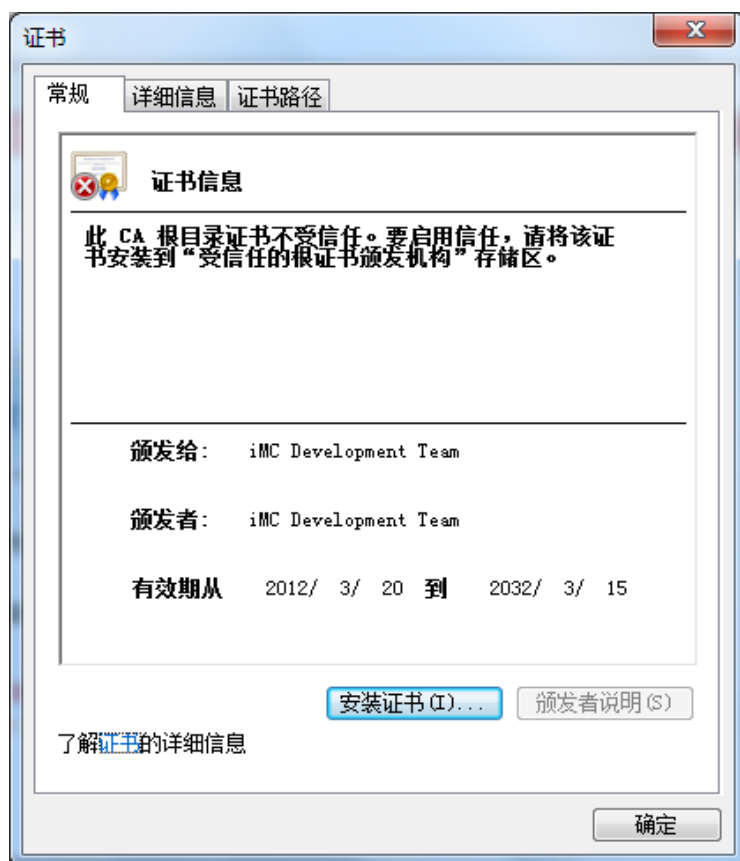 证书
常规 详细信息 证书路径
证书信息
此 CA 根目录证书不受信任。要启用信任,请将该证
书安装到“受信任的根证书颁发机构”存储区。
颁发给: iMC Development Team
颁发者: iMC Development Team
有效期从 2012/ 3/ 20 到 2032/ 3/ 15
安装证书(I)... 颁发者说明(S)
了解证书的详细信息
确定